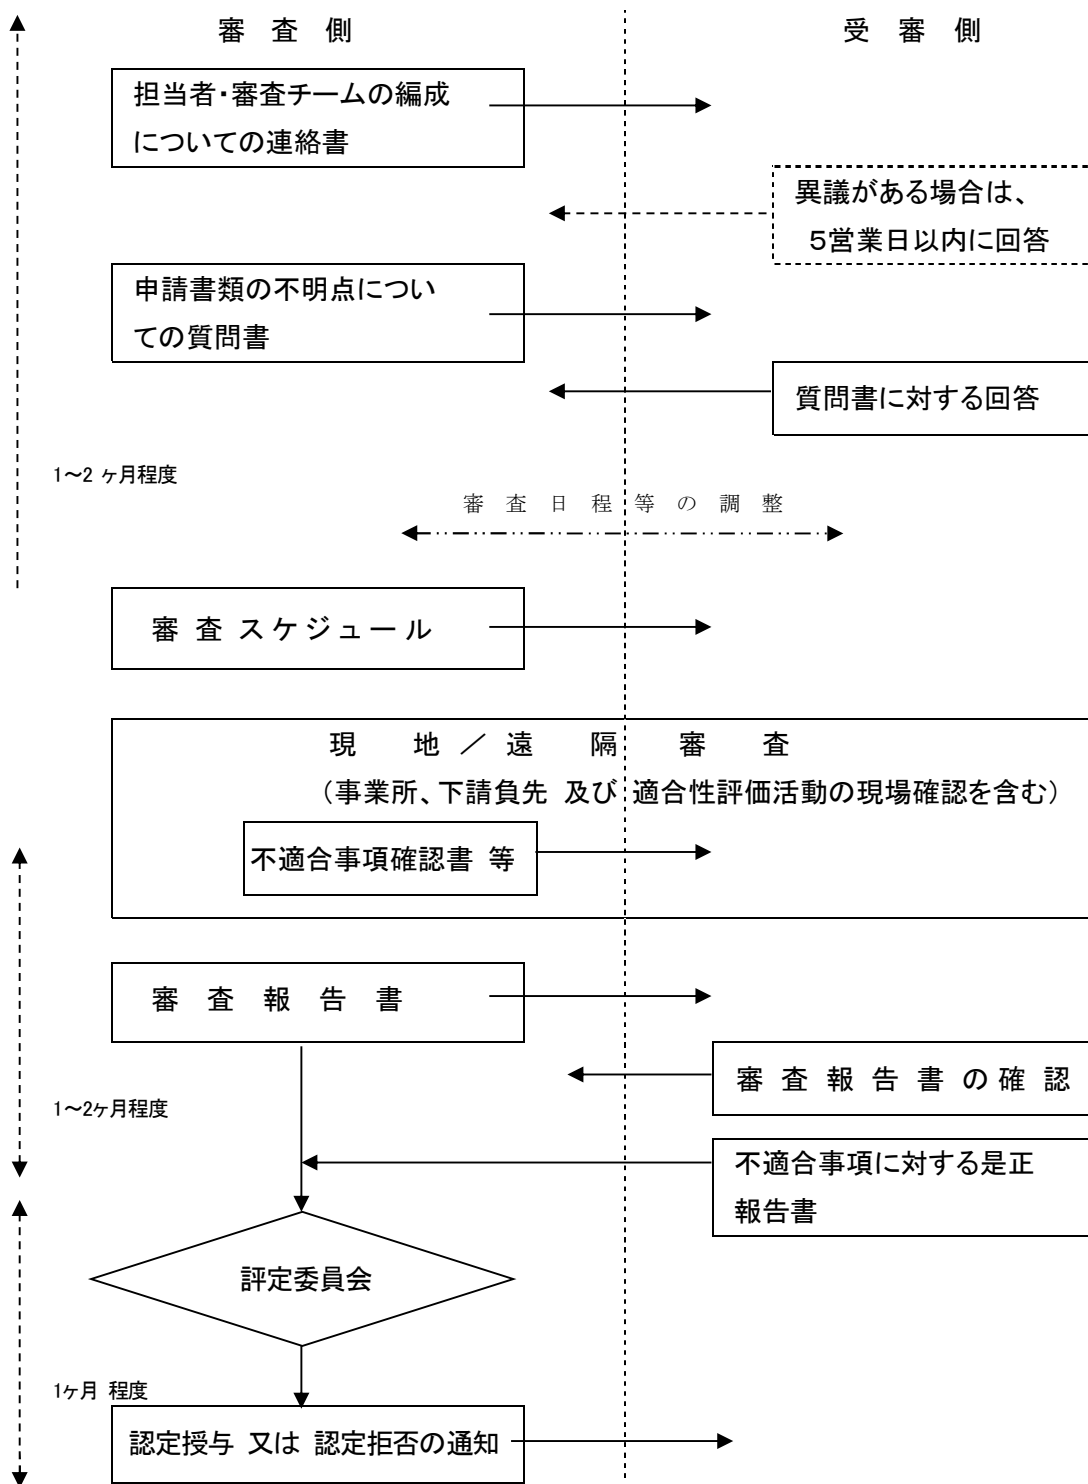 審査側
受審側
担当者・審査チームの編成
についての連絡書
異議がある場合は、
5営業日以内に回答
申請書類の不明点につい
ての質問書
質問書に対する回答
1～2 ヶ月程度
審査日程等の調整
審査スケジュール
現地／遠隔審査
（事業所、下請負先 及び 適合性評価活動の現場確認を含む）
不適合事項確認書 等
審査報告書
審査報告書の確認
1～2ヶ月程度
不適合事項に対する是正
報告書
評定委員会
1ヶ月 程度
認定授与 又は 認定拒否の通知